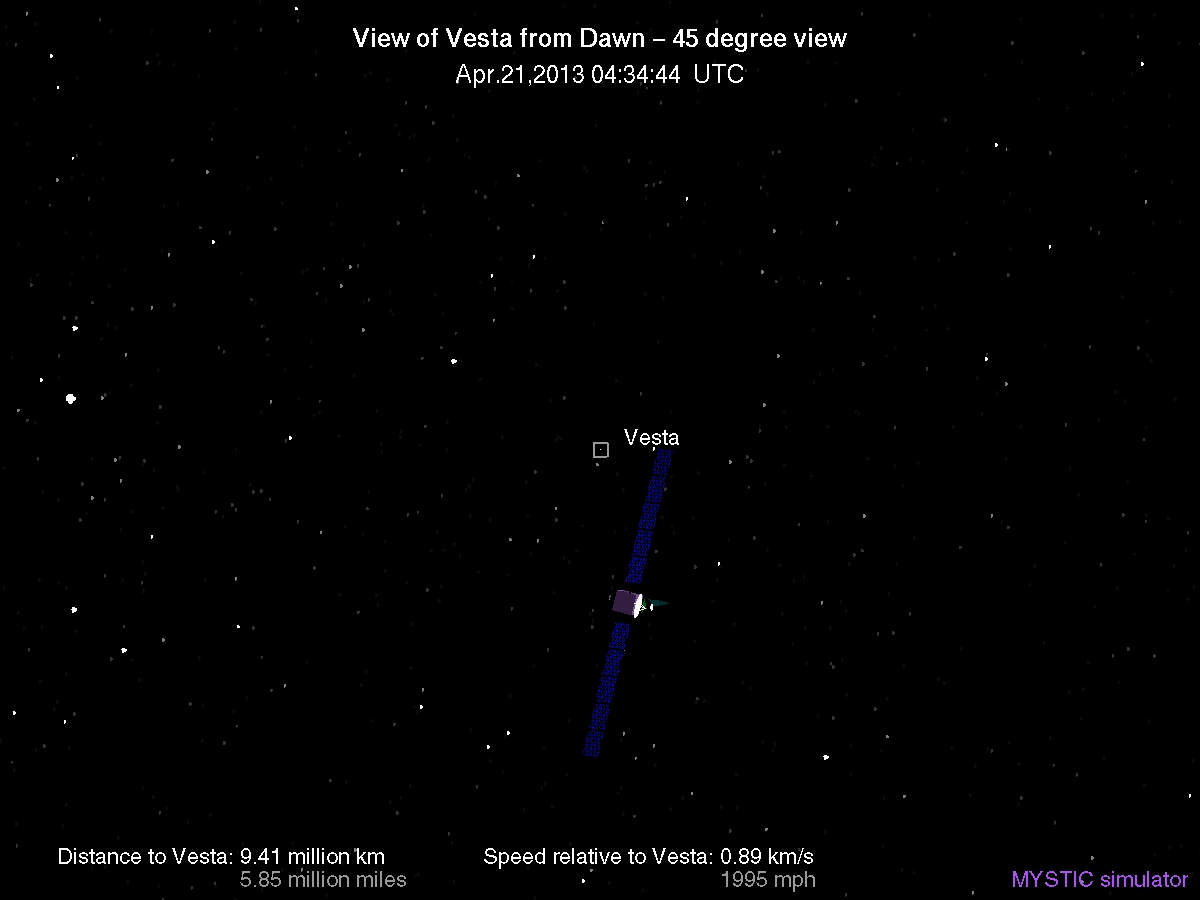 View of Vesta from Dawn – 45 degree view
Apr.21,2013 04:34:44 UTC
Vesta
Distance to Vesta: 9.41 million km
5.85 million miles
Speed relative to Vesta: 0.89 km/s
1995 mph
MYSTIC simulator